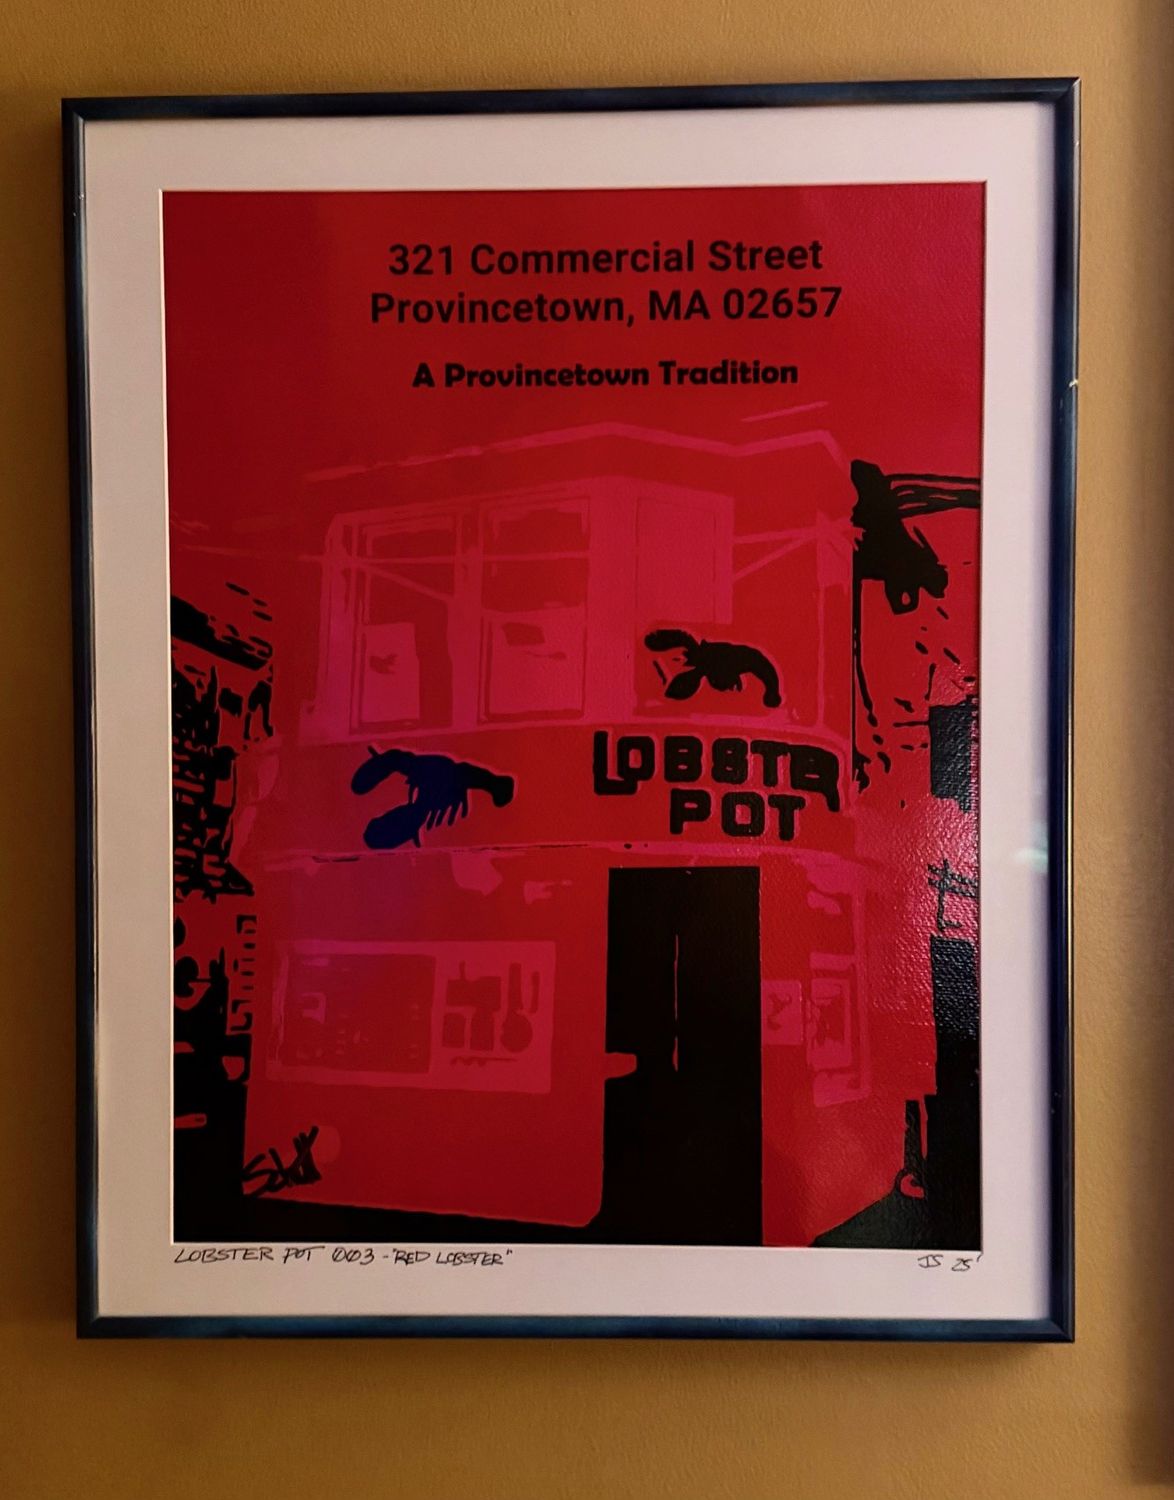 321 Commercial Street
Provincetown, MA 02657
A Provincetown Tradition
LOBSTER
POT
LOBSTER POT 003 - "RED LOBSTER"
JS 25'